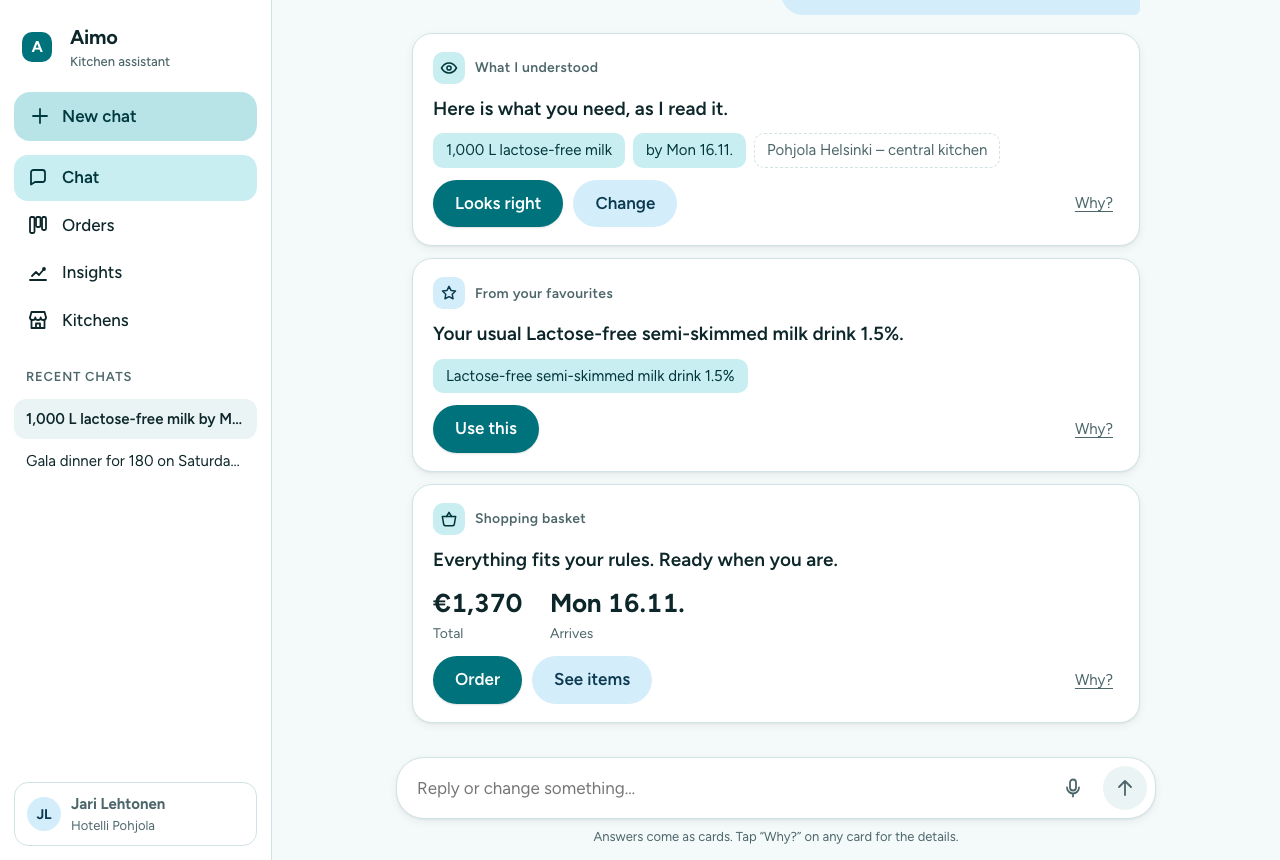 A
Aimo
Kitchen assistant
New chat
Chat
Orders
Insights
Kitchens
RECENT CHATS
1,000 L lactose-free milk by M...
Gala dinner for 180 on Saturda...
JL
Jari Lehtonen
Hotelli Pohjola
What I understood
Here is what you need, as I read it.
1,000 L lactose-free milk
by Mon 16.11.
Pohjola Helsinki – central kitchen
Looks right
Change
Why?
From your favourites
Your usual Lactose-free semi-skimmed milk drink 1.5%.
Lactose-free semi-skimmed milk drink 1.5%
Use this
Why?
Shopping basket
Everything fits your rules. Ready when you are.
€1,370 Mon 16.11.
Total Arrives
Order
See items
Why?
Reply or change something...
Answers come as cards. Tap “Why?” on any card for the details.